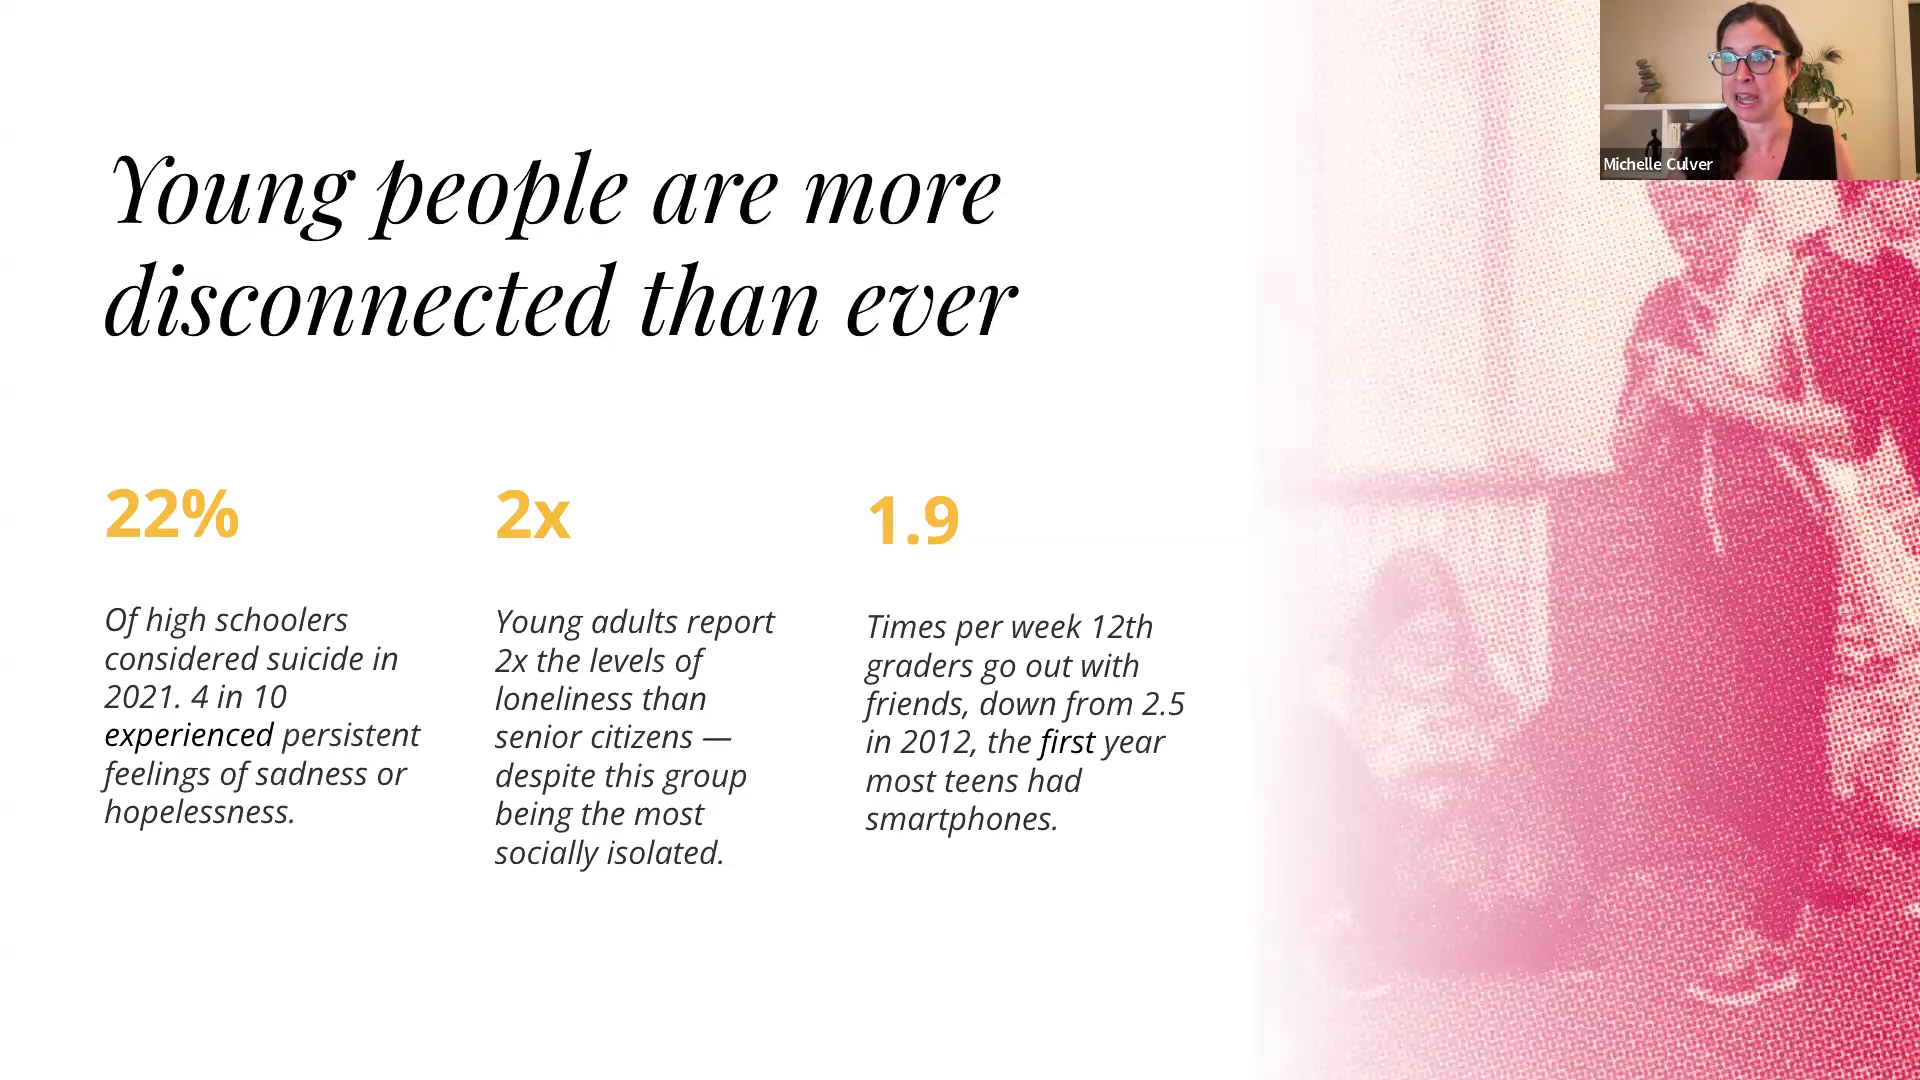 Michelle Culver
Young people are more
disconnected than ever
22%
Of high schoolers
considered suicide in
2021. 4 in 10
experienced persistent
feelings of sadness or
hopelessness.
2x
Young adults report
2x the levels of
loneliness than
senior citizens —
despite this group
being the most
socially isolated.
1.9
Times per week 12th
graders go out with
friends, down from 2.5
in 2012, the first year
most teens had
smartphones.